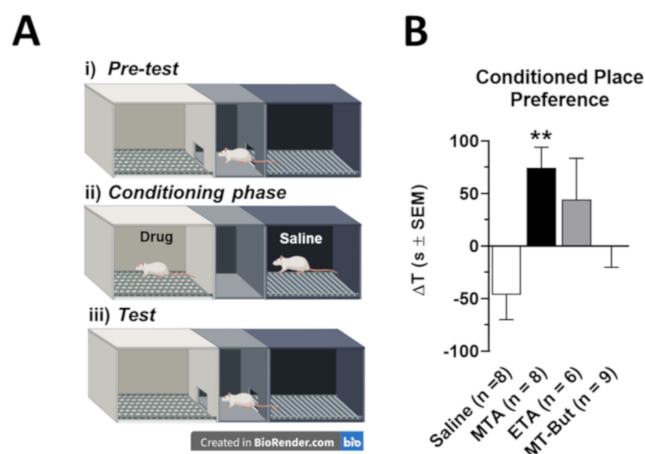 A
B
i) Pre-test
ii) Conditioning phase
Drug
Saline
iii) Test
Created in BioRender.com bio
Conditioned Place
Preference
**
ΔT (s ± SEM)
100
50
0
-50
-100
Saline (n =8)
MTA (n = 8)
ETA (n = 6)
MT-But (n = 9)